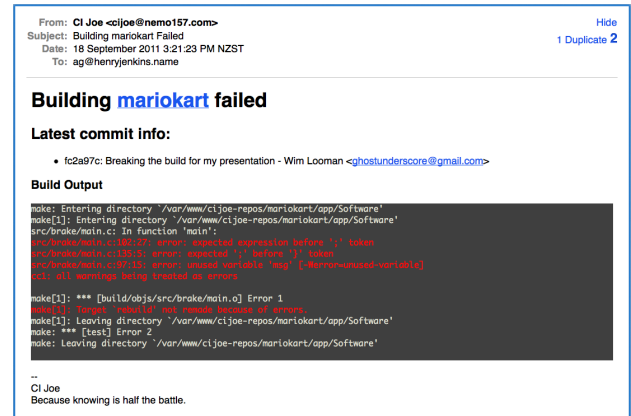 From: CI Joe <cijoe@nemo157.com>
Hide
Subject: Building mariokart Failed
1 Duplicate 2
Date: 18 September 2011 3:21:23 PM NZST
To: ag@henryjenkins.name
Building mariokart failed
Latest commit info:
• fc2a97c: Breaking the build for my presentation - Wim Looman <ghostunderscore@gmail.com>
Build Output
make: Entering directory `/var/www/cijoe-repos/mariokart/app/Software'
make[1]: Entering directory `/var/www/cijoe-repos/mariokart/app/Software'
src/brake/main.c: In function 'main':
src/brake/main.c:102:27: error: expected expression before ';' token
src/brake/main.c:135:5: error: expected ';' before '}' token
src/brake/main.c:97:15: error: unused variable "msg" [-Werror=unused-variable]
cc1: all warnings being treated as errors
make[1]: *** [build/objs/src/brake/main.o] Error 1
make[1]: Target `rebuild' not remade because of errors.
make[1]: Leaving directory `/var/www/cijoe-repos/mariokart/app/Software'
make: *** [test] Error 2
make: Leaving directory `/var/www/cijoe-repos/mariokart/app/Software'
--
CI Joe
Because knowing is half the battle.